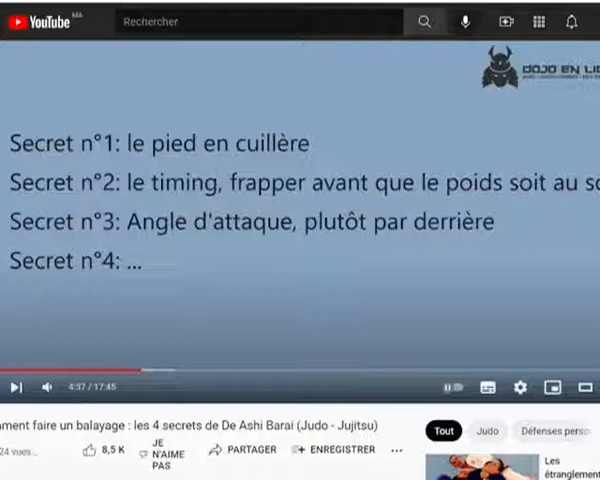 YouTube MA
Rechercher
DOJO EN LIG
Secret n°1: le pied en cuillère
Secret n°2: le timing, frapper avant que le poids soit au so
Secret n°3: Angle d'attaque, plutôt par derrière
Secret n°4: ...
4:37 / 17:45
mment faire un balayage : les 4 secrets de De Ashi Barai (Judo - Jujitsu)
24 vues...
8,5 K
JE N'AIME PAS
PARTAGER
ENREGISTRER
Tout
Judo
Défenses perso
Les
étranglement